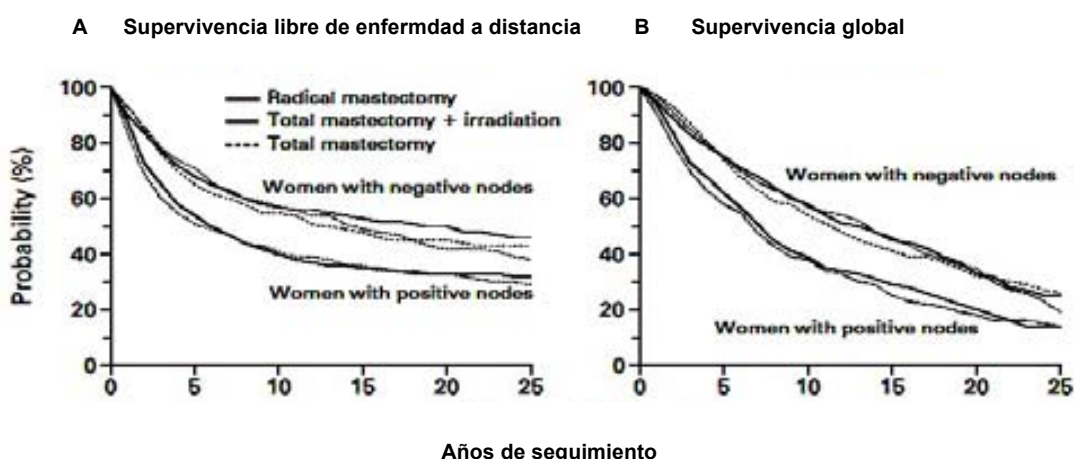 A Supervivencia libre de enfermdad a distancia B Supervivencia global
100
80
60
40
20
0
Probability (%)
Radical mastectomy
Total mastectomy + irradiation
Total mastectomy
Women with negative nodes
Women with positive nodes
0 5 10 15 20 25
100
80
60
40
20
0
Women with negative nodes
Women with positive nodes
0 5 10 15 20 25
Años de seguimiento